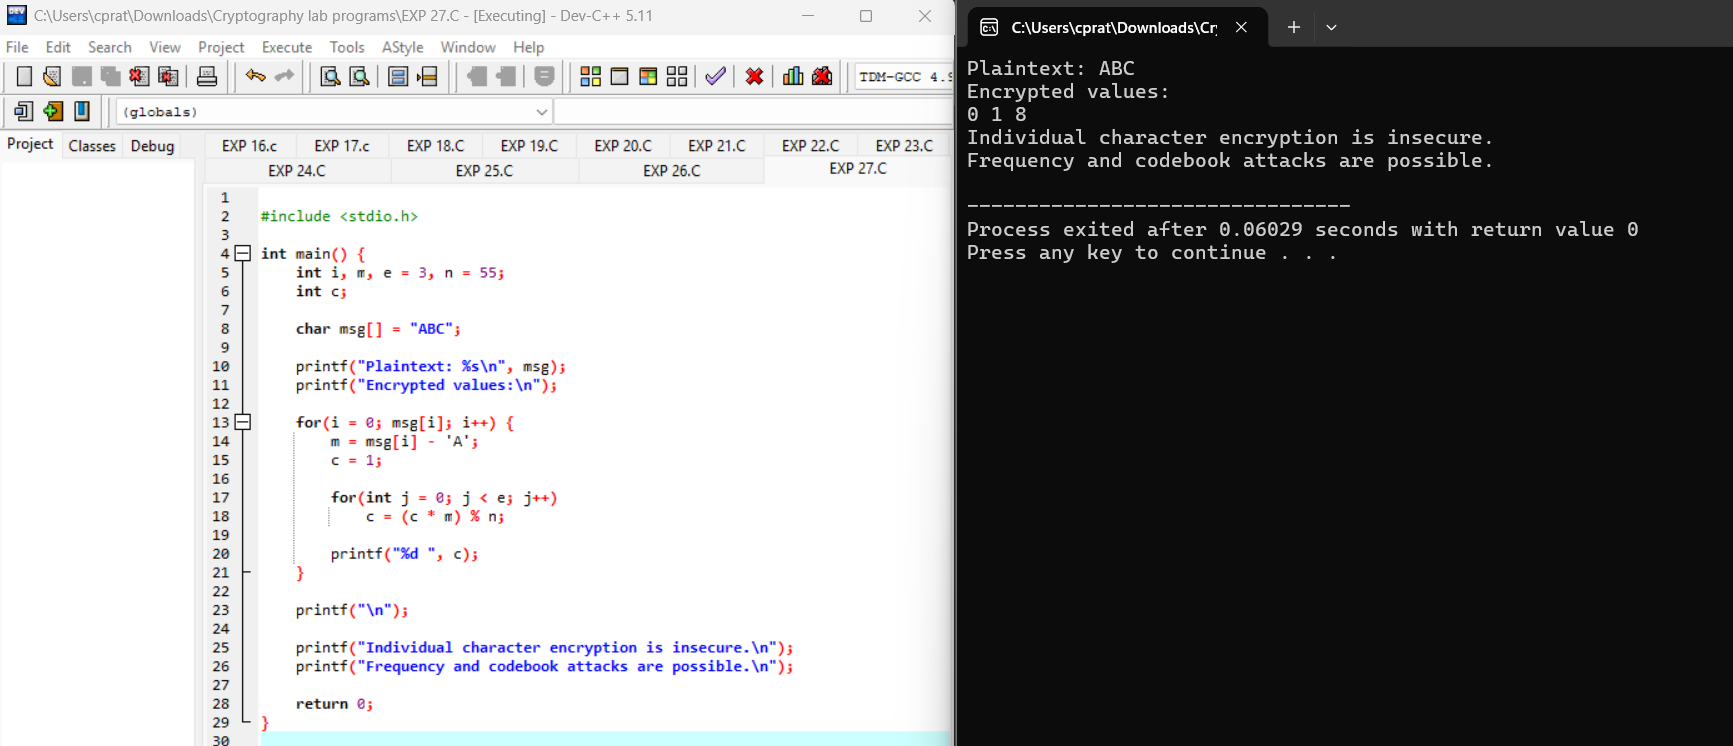 C:\Users\cprat\Downloads\Cryptography lab programs\EXP 27.C - [Executing] - Dev-C++ 5.11
File Edit Search View Project Execute Tools AStyle Window Help
TDM-GCC 4.9
(globals)
Project Classes Debug
EXP 16.c EXP 17.c EXP 18.C EXP 19.C EXP 20.C EXP 21.C EXP 22.C EXP 23.C
EXP 24.C EXP 25.C EXP 26.C EXP 27.C
1
2 #include <stdio.h>
3
4 int main() {
5     int i, m, e = 3, n = 55;
6     int c;
7
8     char msg[] = "ABC";
9
10     printf("Plaintext: %s\n", msg);
11     printf("Encrypted values:\n");
12
13     for(i = 0; msg[i]; i++) {
14         m = msg[i] - 'A';
15         c = 1;
16
17         for(int j = 0; j < e; j++)
18             c = (c * m) % n;
19
20         printf("%d ", c);
21     }
22
23     printf("\n");
24
25     printf("Individual character encryption is insecure.\n");
26     printf("Frequency and codebook attacks are possible.\n");
27
28     return 0;
29 }
30
C:\Users\cprat\Downloads\Cry
Plaintext: ABC
Encrypted values:
0 1 8
Individual character encryption is insecure.
Frequency and codebook attacks are possible.
--------------------------------
Process exited after 0.06029 seconds with return value 0
Press any key to continue . . .